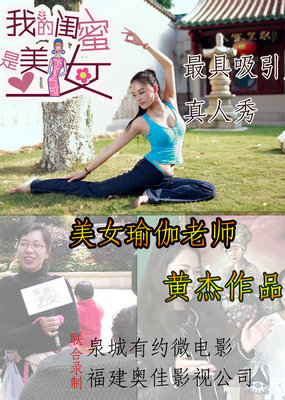 我的闺蜜
是美女
最具吸引
真人秀
美女瑜伽老师
黄杰作品
联合录制
泉城有约微电影
福建奥佳影视公司